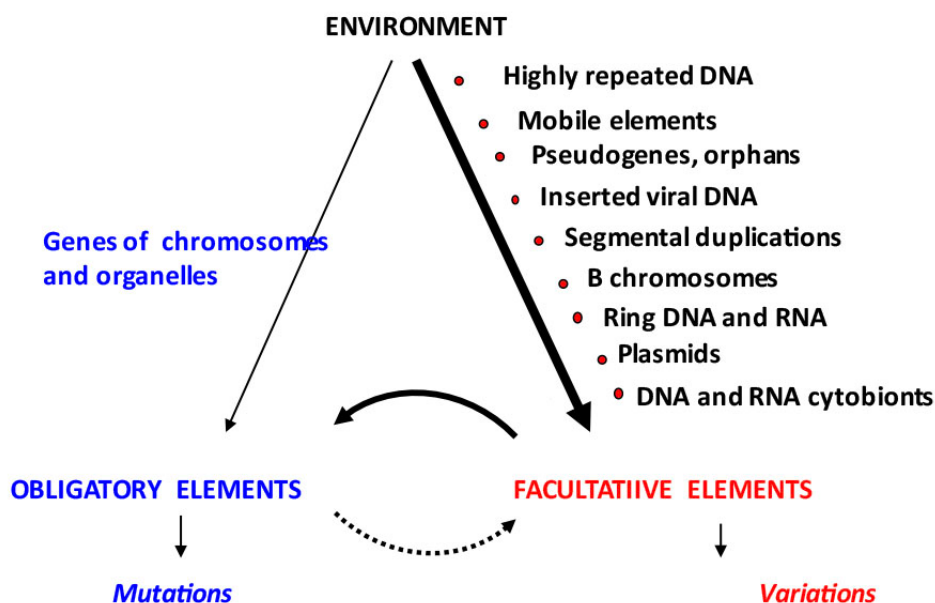 ENVIRONMENT
Highly repeated DNA
Mobile elements
Pseudogenes, orphans
Inserted viral DNA
Segmental duplications
B chromosomes
Ring DNA and RNA
Plasmids
DNA and RNA cytobionts
Genes of chromosomes
and organelles
OBLIGATORY ELEMENTS
FACULTATIIVE ELEMENTS
Mutations
Variations